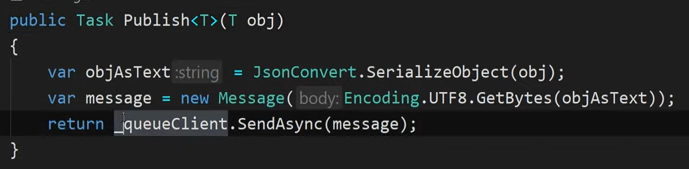 public Task Publish<T>(T obj)
{
var objAsText :string = JsonConvert.SerializeObject(obj);
var message = new Message( body: Encoding.UTF8.GetBytes(objAsText));
return _queueClient.SendAsync(message);
}